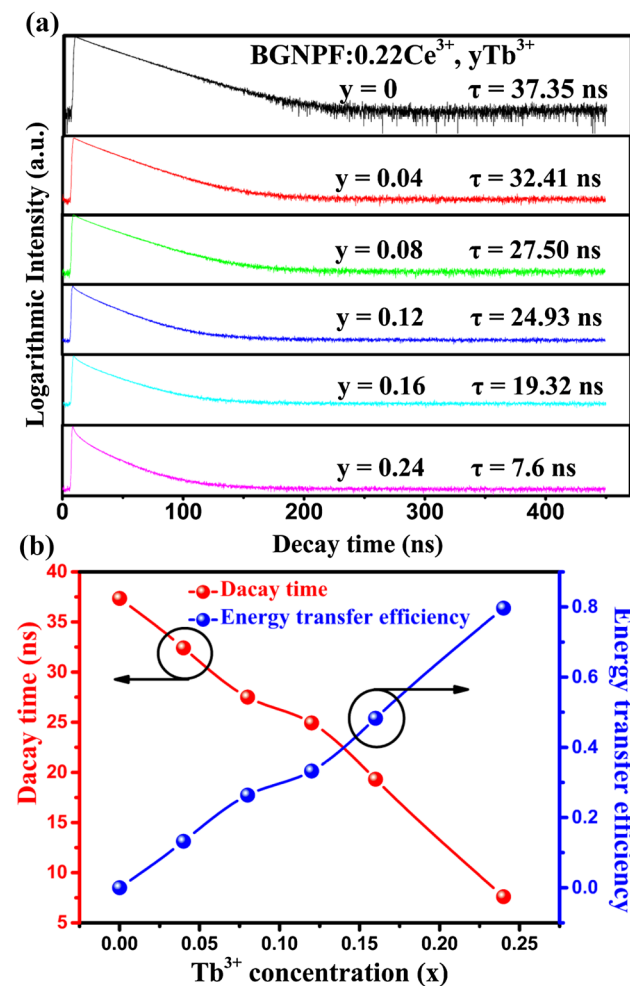 (a)
BGNPF:0.22Ce³⁺, yTb³⁺
y = 0 τ = 37.35 ns
y = 0.04 τ = 32.41 ns
y = 0.08 τ = 27.50 ns
y = 0.12 τ = 24.93 ns
y = 0.16 τ = 19.32 ns
y = 0.24 τ = 7.6 ns
Logarithmic Intensity (a.u.)
0 100 200 300 400
Decay time (ns)
(b)
Dacay time
Energy transfer efficiency
40
35
30
25
20
15
10
5
Dacay time (ns)
0.8
0.6
0.4
0.2
0.0
Energy transfer efficiency
0.00 0.05 0.10 0.15 0.20 0.25
Tb³⁺ concentration (x)